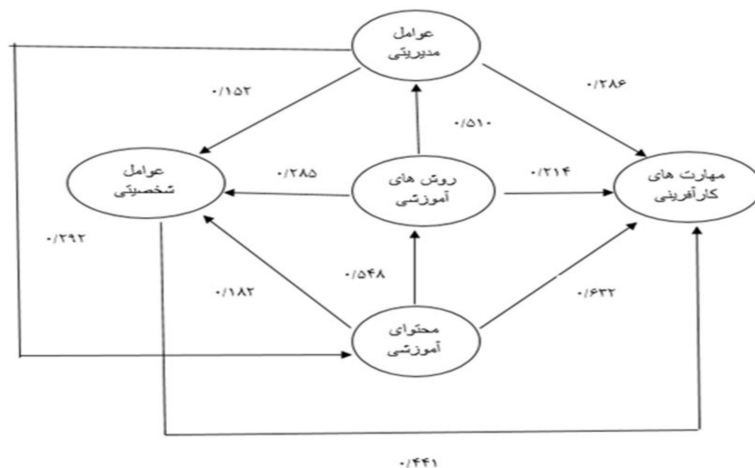 عوامل
مدیریتی
۰/۱۵۲
۰/۲۸۶
۰/۵۱۰
عوامل
شخصیتی
۰/۲۸۵
روش های
آموزشی
۰/۲۱۴
مهارت های
کارآفرینی
۰/۲۹۲
۰/۱۸۲
۰/۵۴۸
۰/۶۳۲
محتوای
آموزشی
۰/۴۴۱